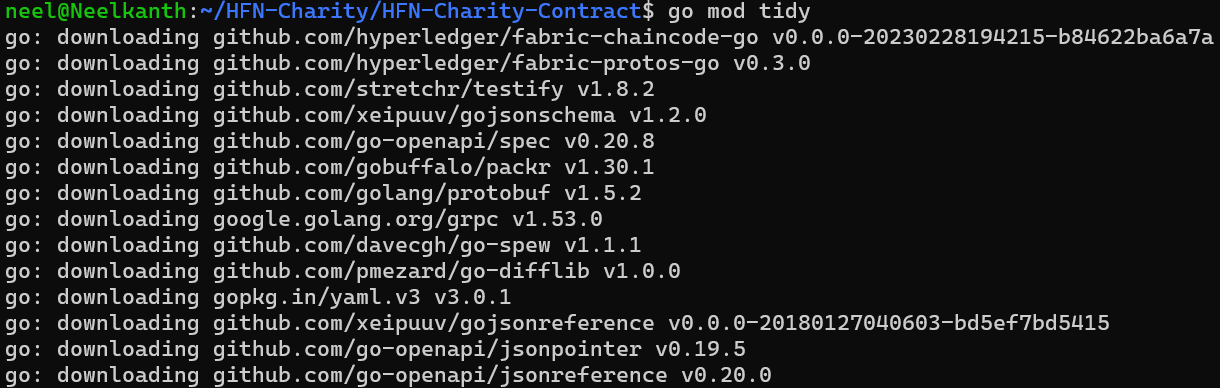 neel@Neelkanth:~/HFN-Charity/HFN-Charity-Contract$ go mod tidy
go: downloading github.com/hyperledger/fabric-chaincode-go v0.0.0-20230228194215-b84622ba6a7a
go: downloading github.com/hyperledger/fabric-protos-go v0.3.0
go: downloading github.com/stretchr/testify v1.8.2
go: downloading github.com/xeipuuv/gojsonschema v1.2.0
go: downloading github.com/go-openapi/spec v0.20.8
go: downloading github.com/gobuffalo/packr v1.30.1
go: downloading github.com/golang/protobuf v1.5.2
go: downloading google.golang.org/grpc v1.53.0
go: downloading github.com/davecgh/go-spew v1.1.1
go: downloading github.com/pmezard/go-difflib v1.0.0
go: downloading gopkg.in/yaml.v3 v3.0.1
go: downloading github.com/xeipuuv/gojsonreference v0.0.0-20180127040603-bd5ef7bd5415
go: downloading github.com/go-openapi/jsonpointer v0.19.5
go: downloading github.com/go-openapi/jsonreference v0.20.0